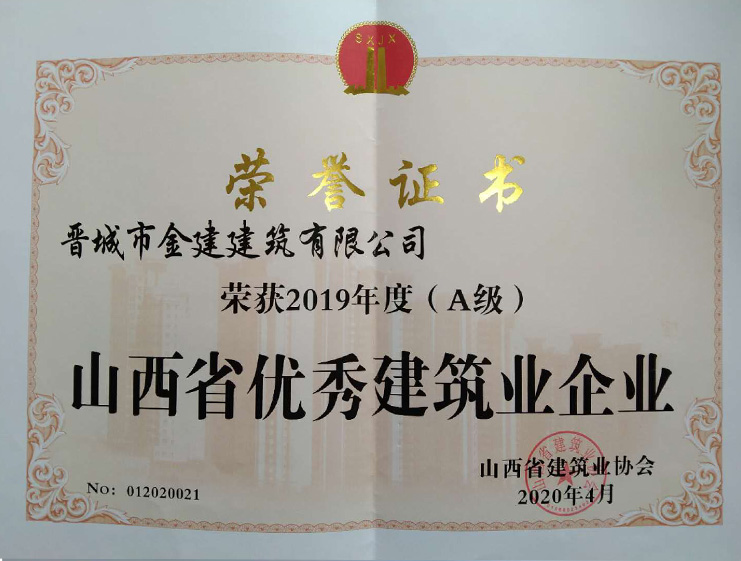 SXJX
荣誉证书
晋城市金建建筑有限公司
荣获2019年度（A级）
山西省优秀建筑业企业
山西省建筑业协会
2020年4月
No：012020021